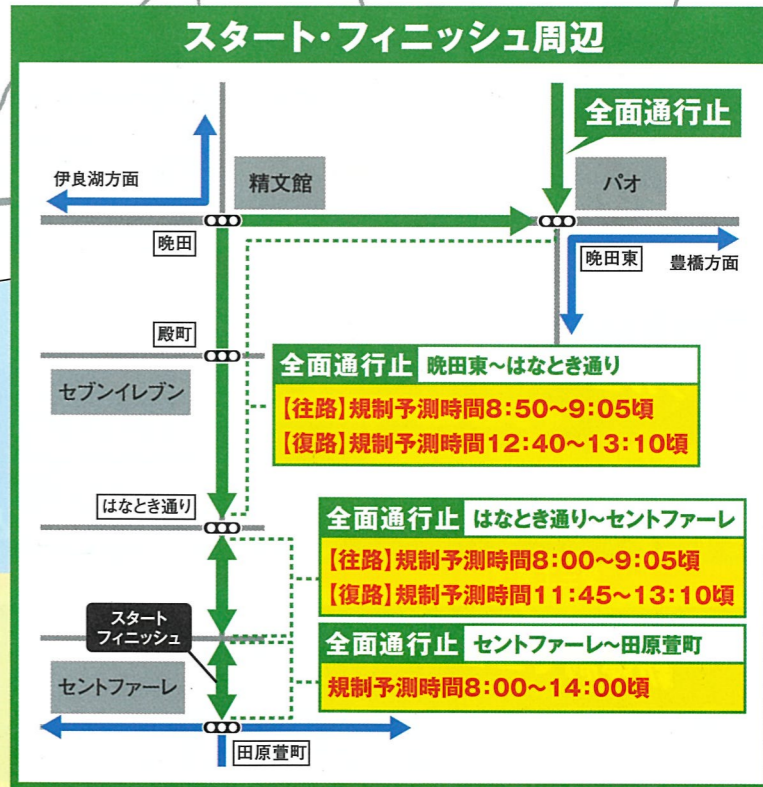 スタート・フィニッシュ周辺
全面通行止
伊良湖方面
精文館
パオ
晩田
晩田東
豊橋方面
殿町
セブンイレブン
全面通行止 晩田東～はなとき通り
【往路】規制予測時間8:50～9:05頃
【復路】規制予測時間12:40～13:10頃
はなとき通り
全面通行止 はなとき通り～セントファーレ
【往路】規制予測時間8:00～9:05頃
【復路】規制予測時間11:45～13:10頃
スタート
フィニッシュ
全面通行止 セントファーレ～田原萱町
規制予測時間8:00～14:00頃
セントファーレ
田原萱町